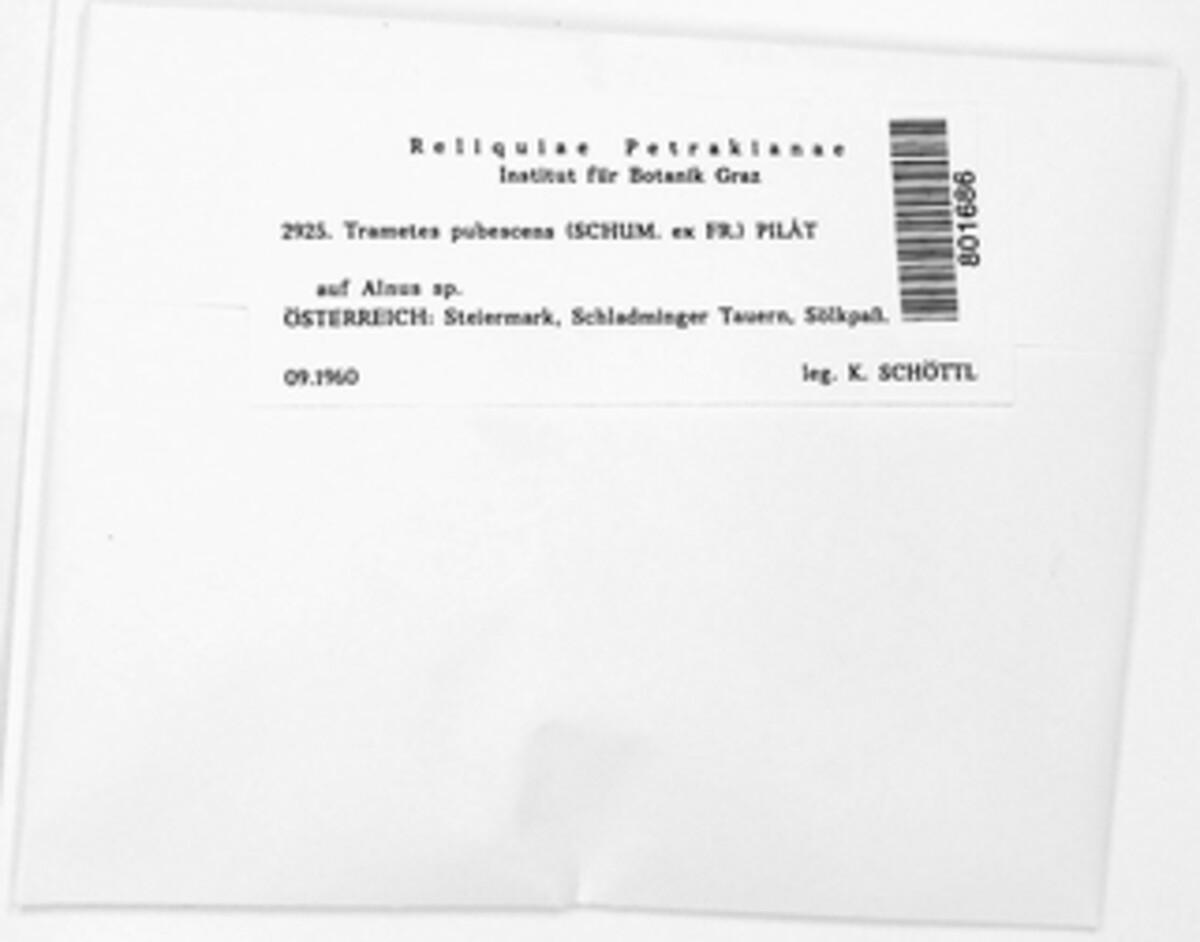 Reliquiae Petrakianae
Institut für Botanik Graz
2925. Trametes pubescens (SCHUM. ex FR.) PILÁT
auf Alnus sp.
ÖSTERREICH: Steiermark, Schladminger Tauern, Sölkpaß.
09.1960 leg. K. SCHÖTTL
801686